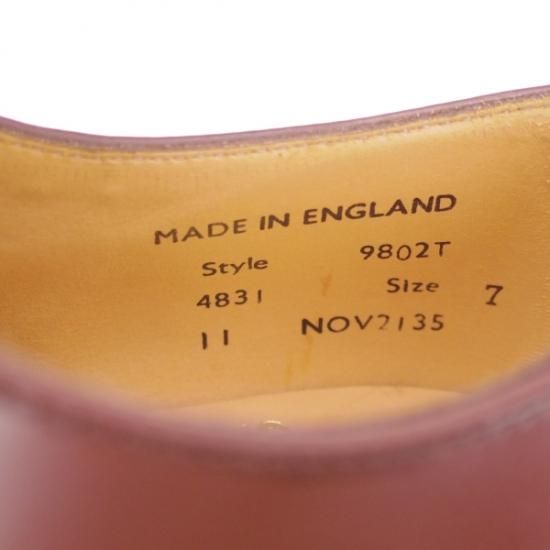 MADE IN ENGLAND
Style 9802T
4831 Size 7
11 NOV2135